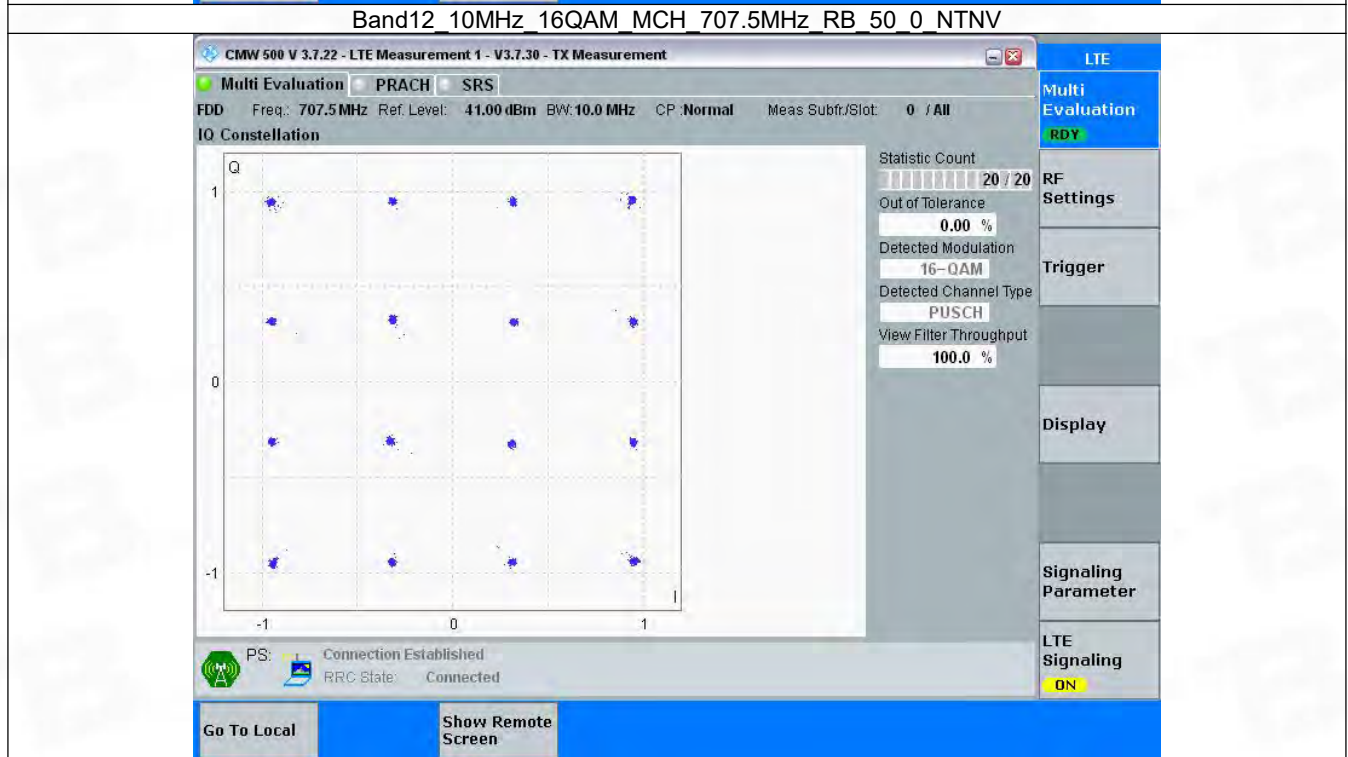 Band12_10MHz_16QAM_MCH_707.5MHz_RB_50_0_NTNV
CMW 500 V 3.7.22 - LTE Measurement 1 - V3.7.30 - TX Measurement
LTE
Multi Evaluation PRACH SRS
FDD Freq.: 707.5 MHz Ref. Level: 41.00 dBm BW: 10.0 MHz CP :Normal Meas Subfr./Slot: 0 / All
IQ Constellation
Q
1
0
-1
-1 0 1
I
Statistic Count
20 / 20
Out of Tolerance
0.00 %
Detected Modulation
16-QAM
Detected Channel Type
PUSCH
View Filter Throughput
100.0 %
Multi
Evaluation
RDY
RF
Settings
Trigger
Display
Signaling
Parameter
LTE
Signaling
ON
PS: Connection Established
RRC State: Connected
Go To Local
Show Remote
Screen